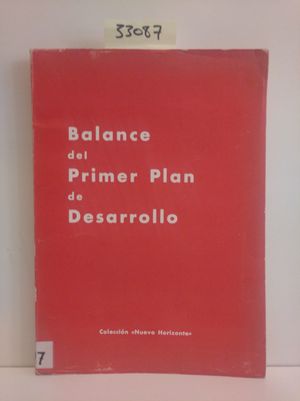 33087
Balance
del
Primer Plan
de
Desarrollo
Colección «Nuevo Horizonte»
7